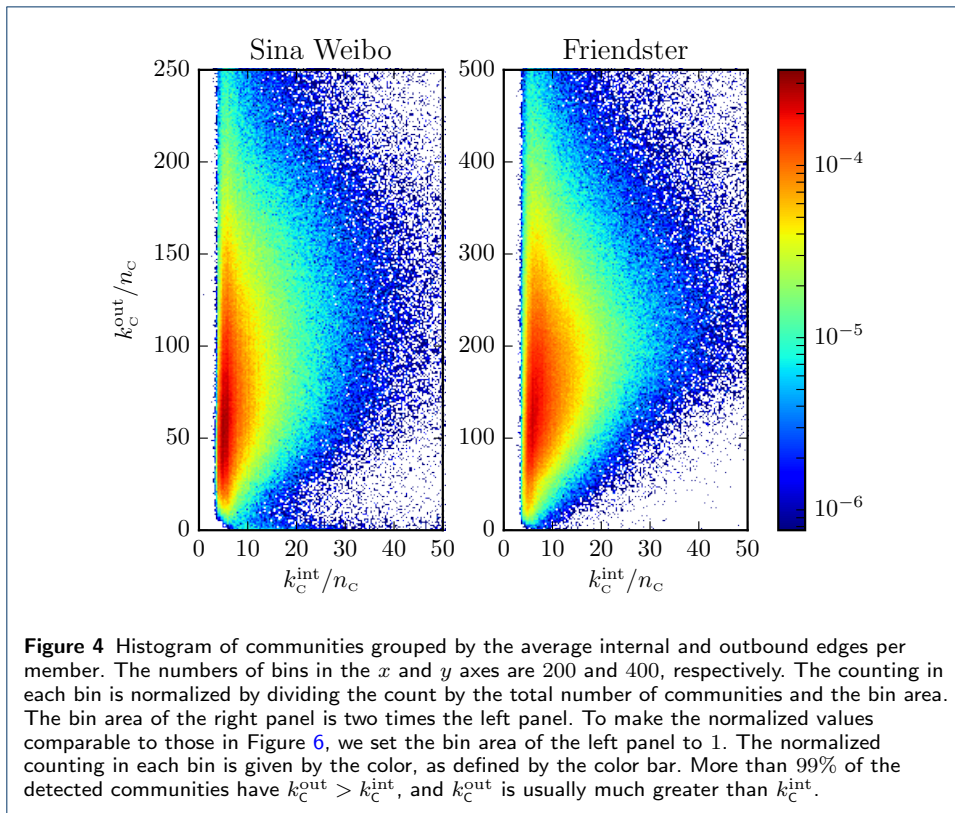 Sina Weibo
Friendster
250
200
150
100
50
0
0 10 20 30 40 50
k_C^int/n_C
k_C^out/n_C
500
400
300
200
100
0
0 10 20 30 40 50
k_C^int/n_C
10^-4
10^-5
10^-6
Figure 4 Histogram of communities grouped by the average internal and outbound edges per
member. The numbers of bins in the x and y axes are 200 and 400, respectively. The counting in
each bin is normalized by dividing the count by the total number of communities and the bin area.
The bin area of the right panel is two times the left panel. To make the normalized values
comparable to those in Figure 6, we set the bin area of the left panel to 1. The normalized
counting in each bin is given by the color, as defined by the color bar. More than 99% of the
detected communities have k_C^out > k_C^int, and k_C^out is usually much greater than k_C^int.